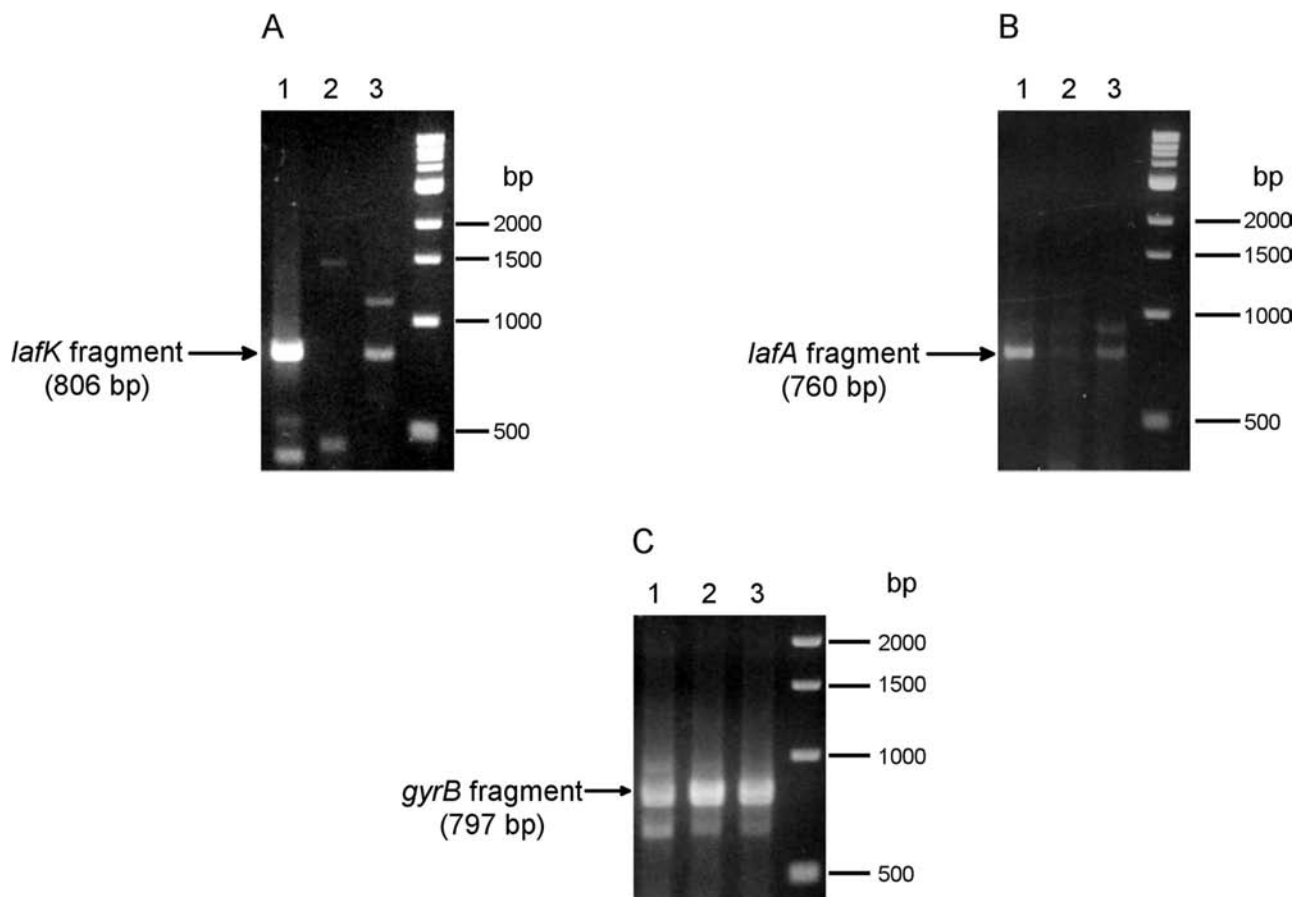 A
1 2 3
bp
2000
1500
1000
500
lafK fragment
(806 bp)
B
1 2 3
bp
2000
1500
1000
500
lafA fragment
(760 bp)
C
1 2 3
bp
2000
1500
1000
500
gyrB fragment
(797 bp)